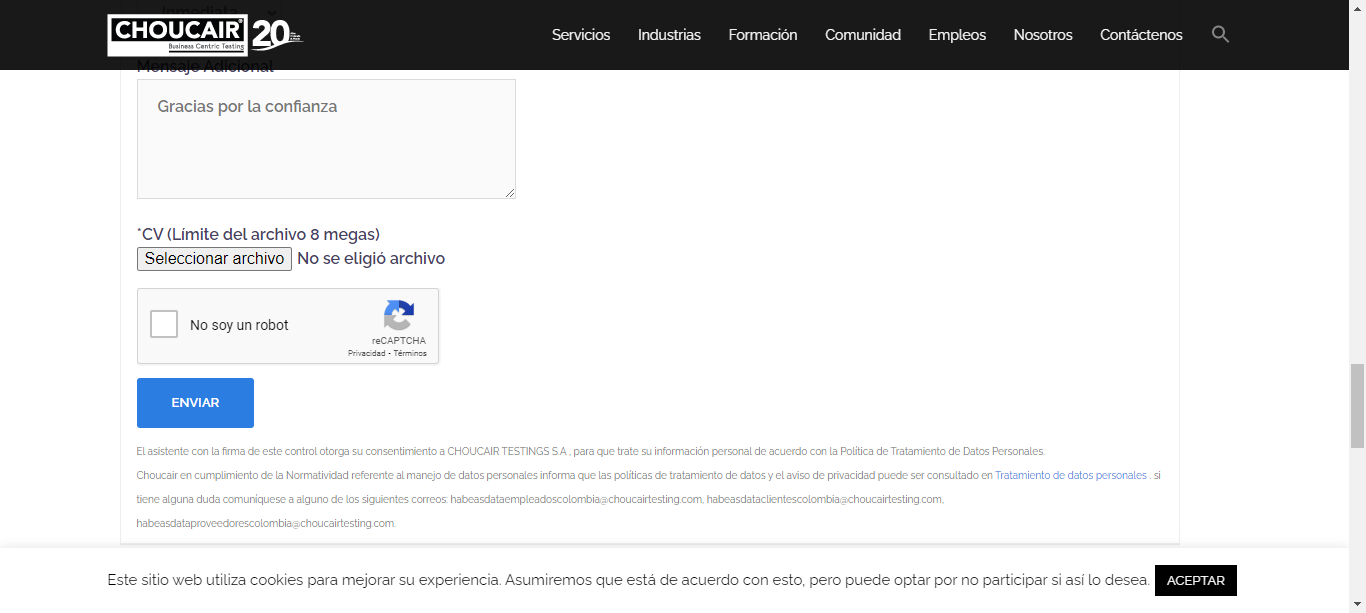 Inmediata
CHOUCAIR®
Business Centric Testing
20
Servicios
Industrias
Formación
Comunidad
Empleos
Nosotros
Contáctenos
Mensaje Adicional
Gracias por la confianza
*CV (Límite del archivo 8 megas)
Seleccionar archivo No se eligió archivo
No soy un robot
reCAPTCHA
Privacidad - Términos
ENVIAR
El asistente con la firma de este control otorga su consentimiento a CHOUCAIR TESTINGS S.A , para que trate su información personal de acuerdo con la Política de Tratamiento de Datos Personales.
Choucair en cumplimiento de la Normatividad referente al manejo de datos personales informa que las políticas de tratamiento de datos y el aviso de privacidad puede ser consultado en Tratamiento de datos personales . si
tiene alguna duda comuniquese a alguno de los siguientes correos: habeasdataempleadoscolombia@choucairtesting.com, habeasdataclientescolombia@choucairtesting.com,
habeasdataproveedorescolombia@choucairtesting.com.
Este sitio web utiliza cookies para mejorar su experiencia. Asumiremos que está de acuerdo con esto, pero puede optar por no participar si así lo desea.
ACEPTAR